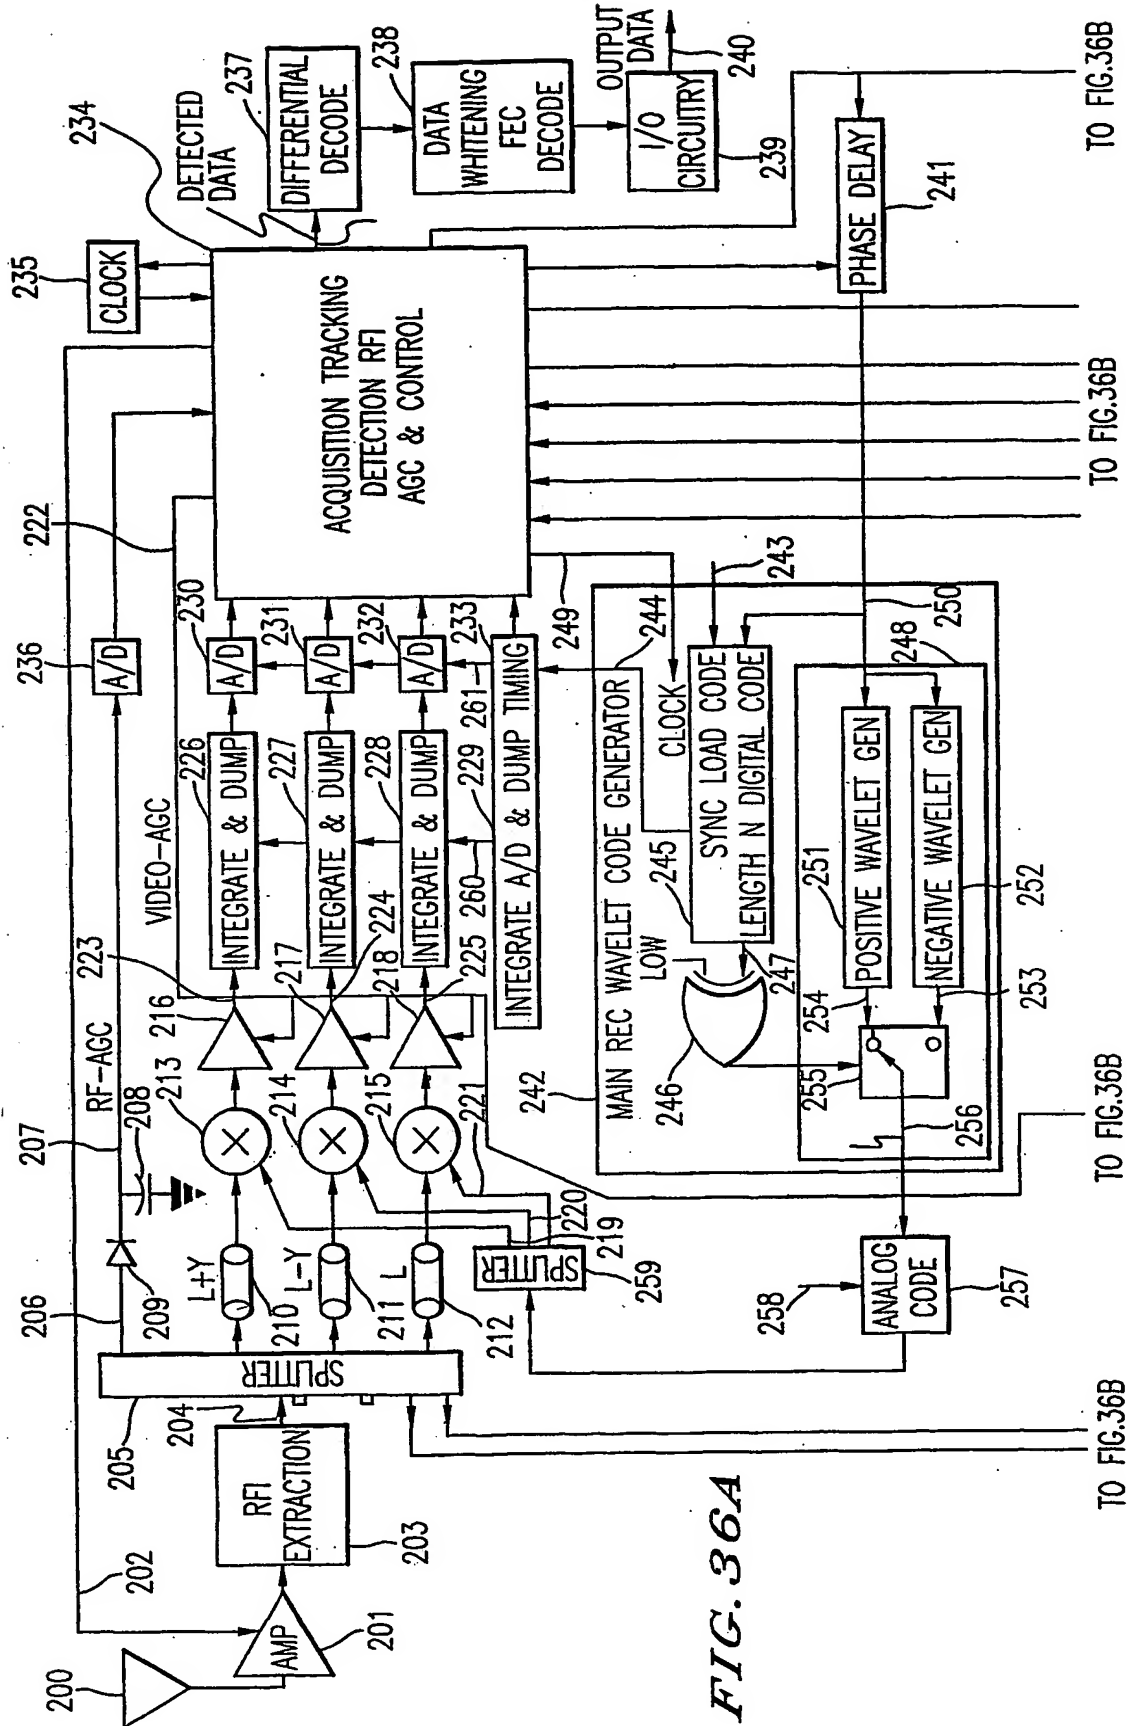 200
AMP
201
202
RFI
EXTRACTION
203
204
205
SPLITTER
206
209
207
208
RF-AGC
236
A/D
L+Y
210
L-Y
211
L
212
213
214
215
216
223
217
224
218
225
VIDEO-AGC
222
INTEGRATE & DUMP
226
INTEGRATE & DUMP
227
INTEGRATE & DUMP
228
A/D
230
A/D
231
A/D
232
260
229
261
233
INTEGRATE A/D & DUMP TIMING
219
220
221
SPLITTER
259
235
CLOCK
234
ACQUISITION TRACKING
DETECTION RFI
AGC & CONTROL
DETECTED
DATA
237
DIFFERENTIAL
DECODE
238
DATA
WHITENING
FEC
DECODE
I/O
CIRCUITRY
239
OUTPUT
DATA
240
PHASE DELAY
241
242
MAIN REC WAVELET CODE GENERATOR
244
249
CLOCK
243
245
SYNC LOAD CODE
LENGTH N DIGITAL CODE
LOW
247
246
250
248
251
POSITIVE WAVELET GEN
254
NEGATIVE WAVELET GEN
252
253
255
256
258
ANALOG
CODE
257
TO FIG.36B
TO FIG.36B
TO FIG.36B
TO FIG.36B
FIG. 36A